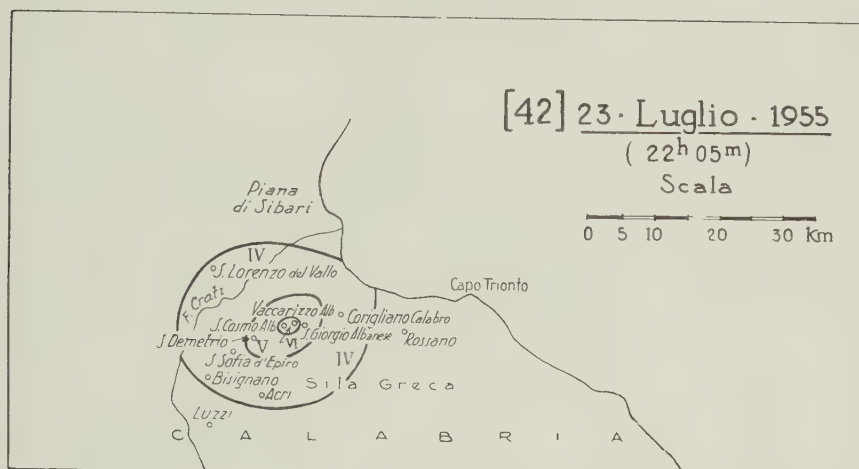 [42] 23 · Luglio · 1955
( 22h 05m )
Scala
0 5 10 20 30 Km
Piana
di Sibari
IV
S. Lorenzo del Vallo
F. Crati
Capo Trionto
Vaccarizzo Alb.
Corigliano Calabro
S. Cosmo Alb.
S. Giorgio Albanese
Rossano
S. Demetrio
V
VI
S. Sofia d'Epiro
IV
Bisignano
Sila Greca
Acri
Luzzi
CALABRIA